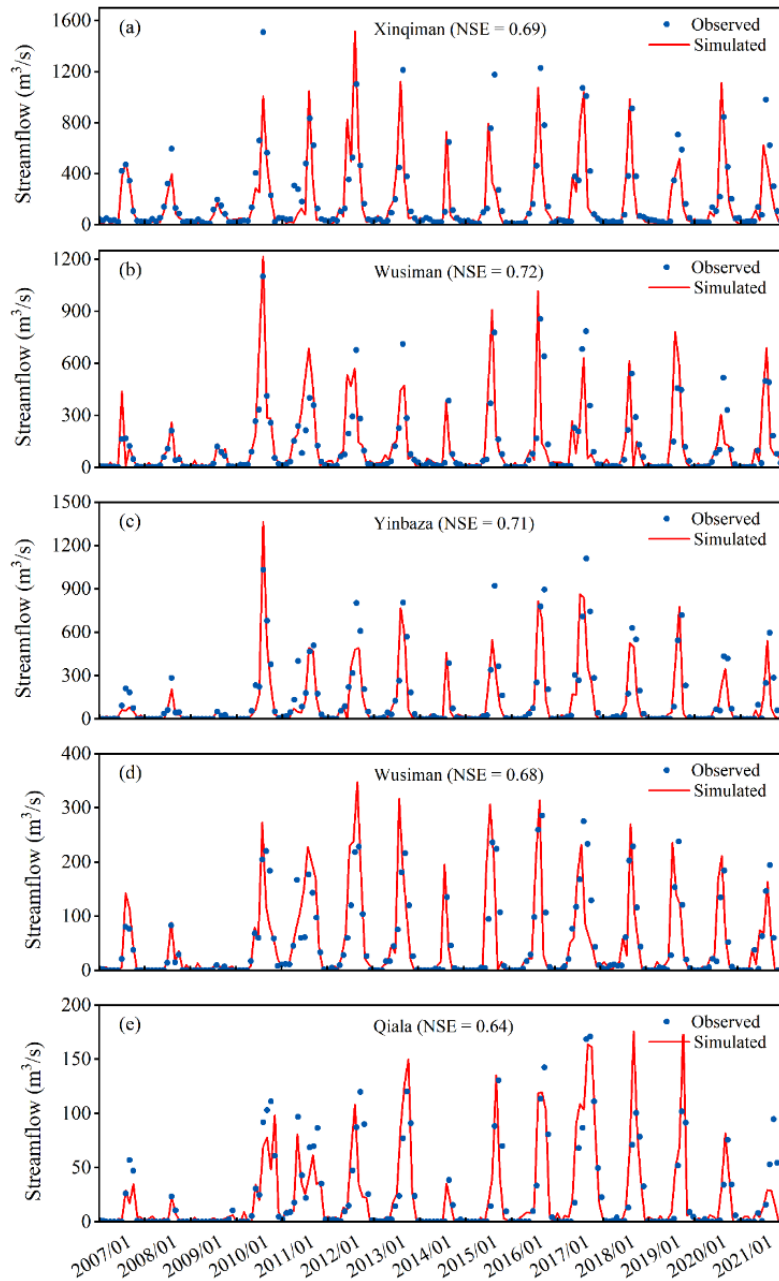 (a) Xinqiman (NSE = 0.69) Observed
Simulated
Streamflow (m³/s)
1600
1200
800
400
0
(b) Wusiman (NSE = 0.72) Observed
Simulated
Streamflow (m³/s)
1200
900
600
300
0
(c) Yinbaza (NSE = 0.71) Observed
Simulated
Streamflow (m³/s)
1500
1200
900
600
300
0
(d) Wusiman (NSE = 0.68) Observed
Simulated
Streamflow (m³/s)
400
300
200
100
0
(e) Qiala (NSE = 0.64) Observed
Simulated
Streamflow (m³/s)
200
150
100
50
0
2007/01 2008/01 2009/01 2010/01 2011/01 2012/01 2013/01 2014/01 2015/01 2016/01 2017/01 2018/01 2019/01 2020/01 2021/01